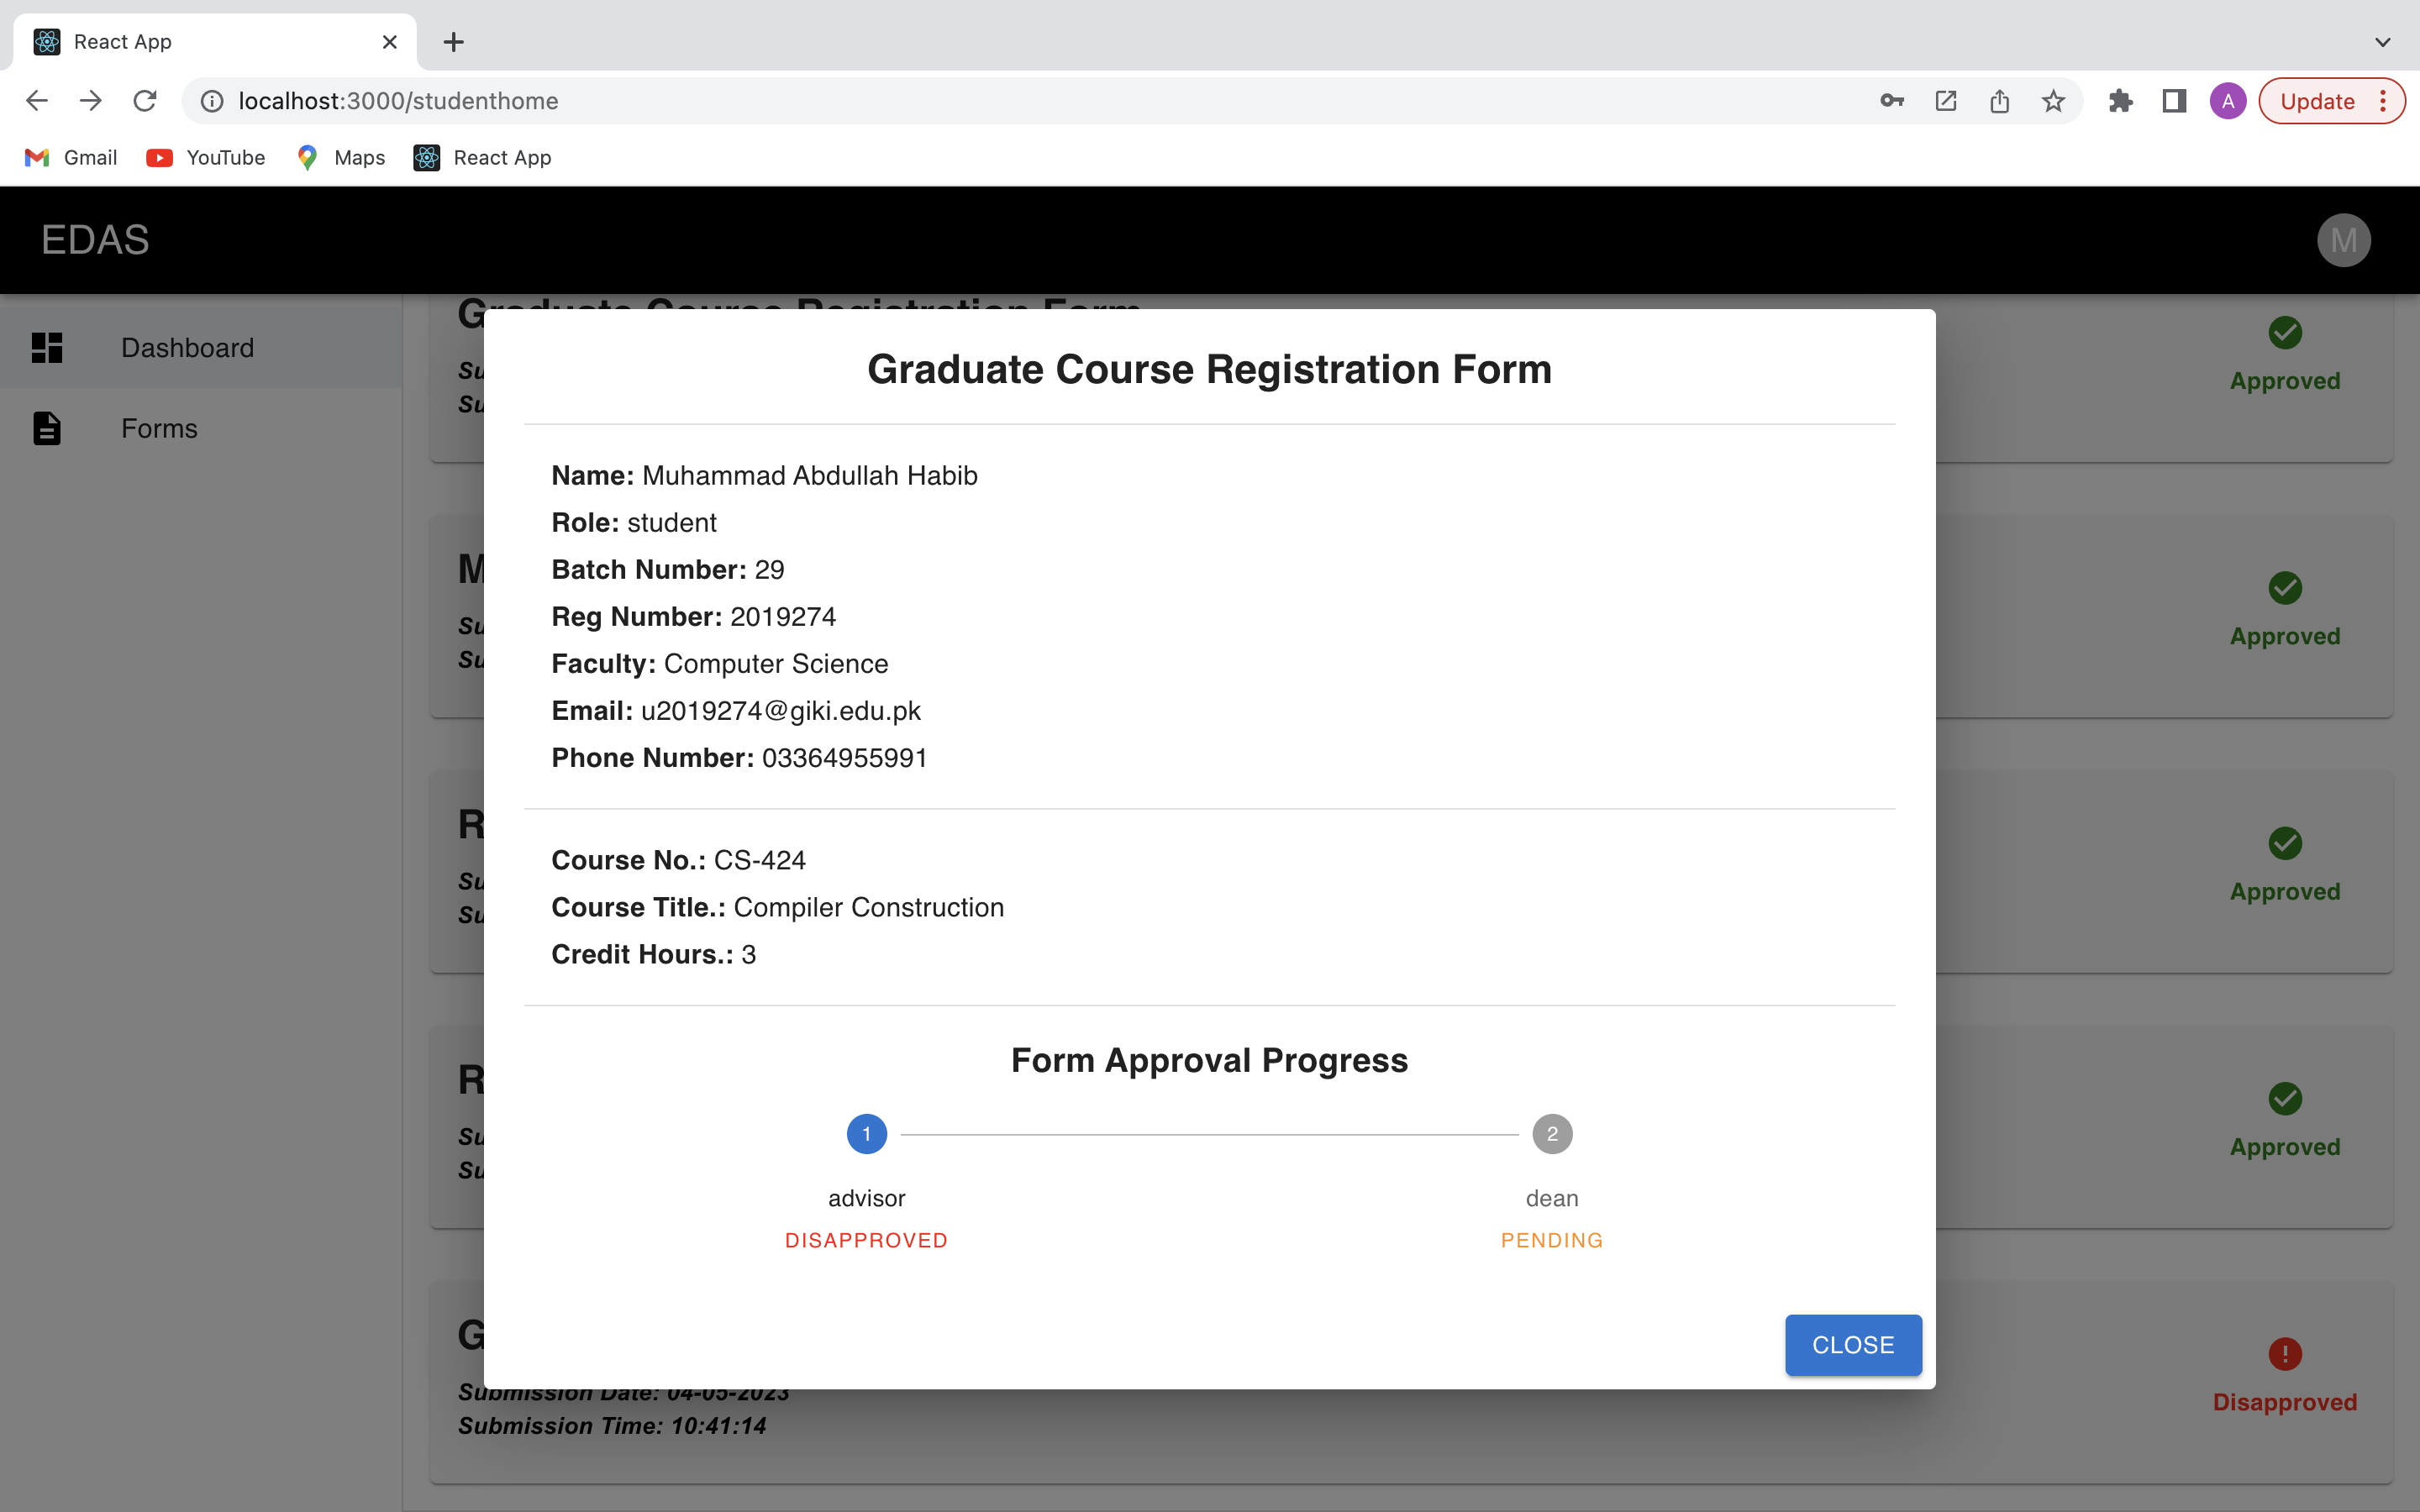 React App
localhost:3000/studenthome
A
Update
Gmail
YouTube
Maps
React App
EDAS
M
Dashboard
Forms
Graduate Course Registration Form
Approved
Approved
Approved
Approved
Graduate Course Registration Form
Name: Muhammad Abdullah Habib
Role: student
Batch Number: 29
Reg Number: 2019274
Faculty: Computer Science
Email: u2019274@giki.edu.pk
Phone Number: 03364955991
Course No.: CS-424
Course Title.: Compiler Construction
Credit Hours.: 3
Form Approval Progress
1
2
advisor
dean
DISAPPROVED
PENDING
CLOSE
Submission Date: 04-05-2023
Submission Time: 10:41:14
Disapproved